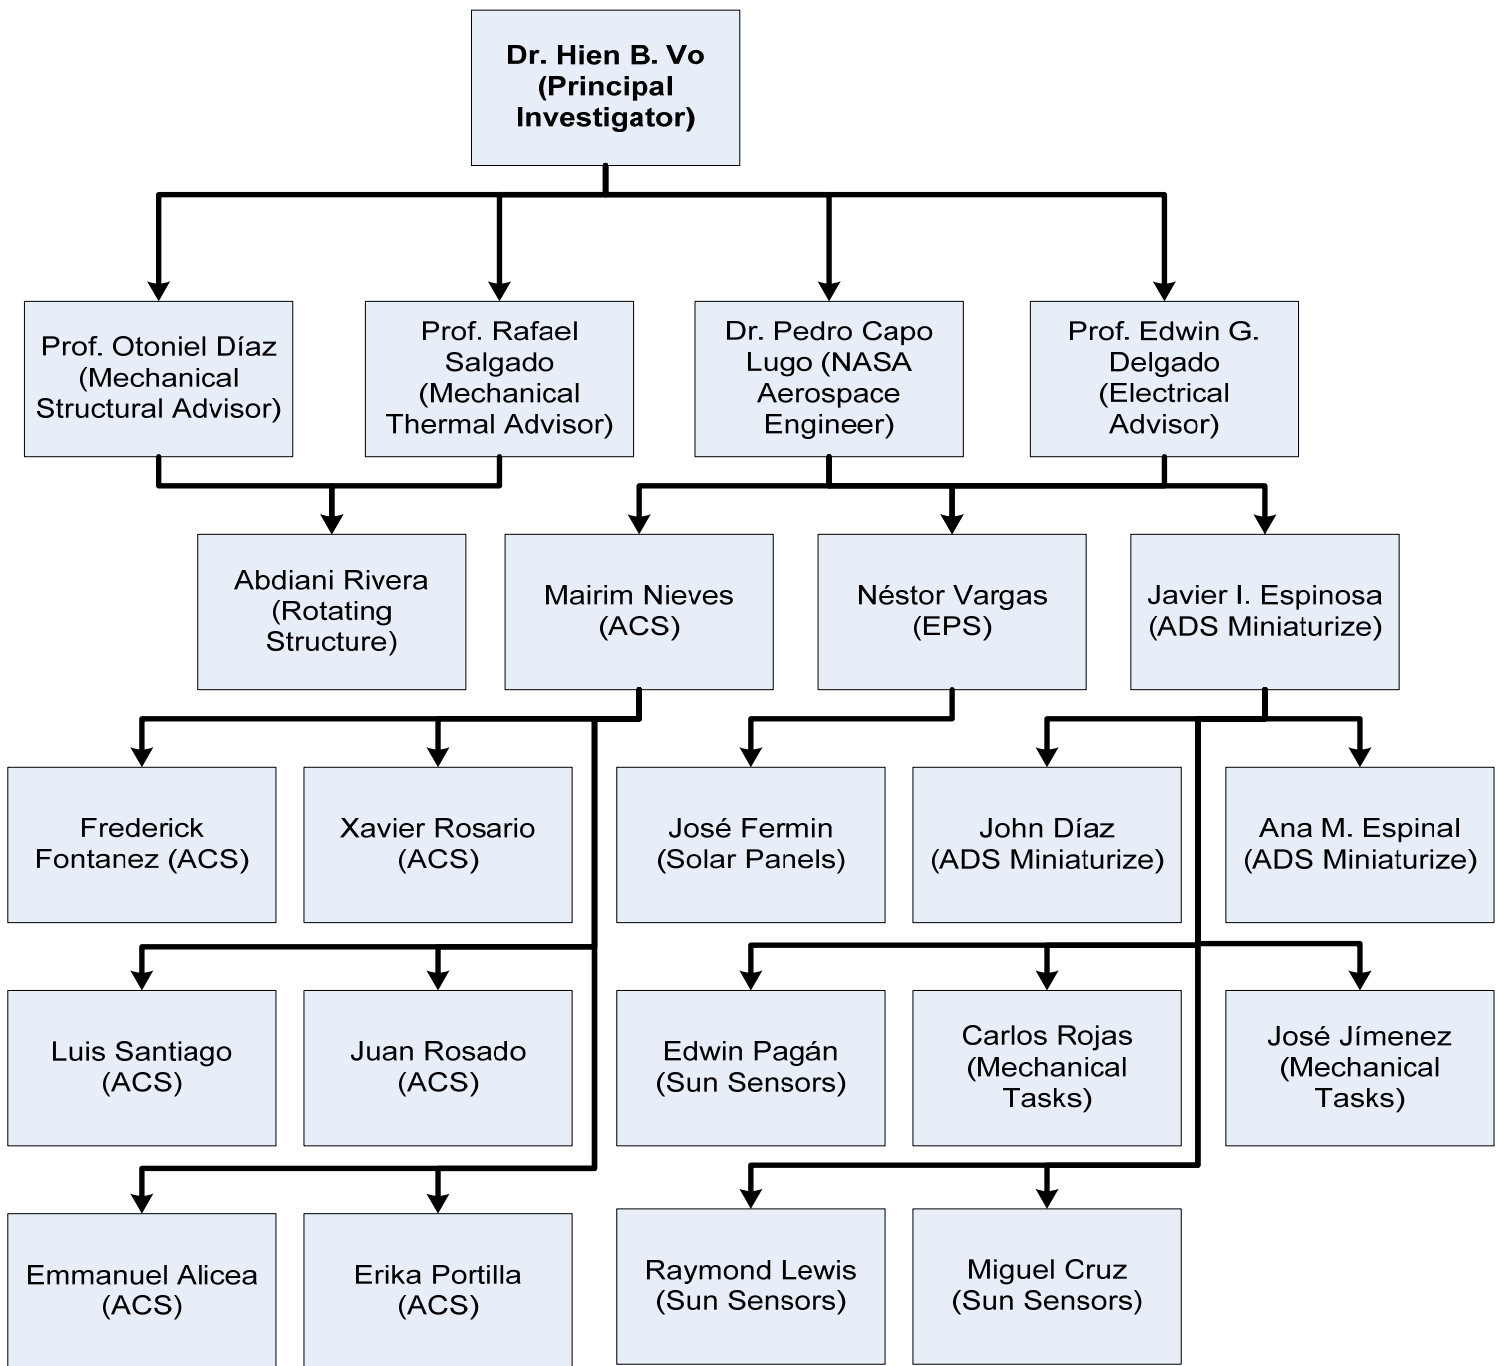 Dr. Hien B. Vo
(Principal
Investigator)
Prof. Otoniel Díaz
(Mechanical
Structural Advisor)
Prof. Rafael
Salgado
(Mechanical
Thermal Advisor)
Dr. Pedro Capo
Lugo (NASA
Aerospace
Engineer)
Prof. Edwin G.
Delgado
(Electrical
Advisor)
Abdiani Rivera
(Rotating
Structure)
Mairim Nieves
(ACS)
Néstor Vargas
(EPS)
Javier I. Espinosa
(ADS Miniaturize)
Frederick
Fontanez (ACS)
Xavier Rosario
(ACS)
José Fermin
(Solar Panels)
John Díaz
(ADS Miniaturize)
Ana M. Espinal
(ADS Miniaturize)
Luis Santiago
(ACS)
Juan Rosado
(ACS)
Edwin Pagán
(Sun Sensors)
Carlos Rojas
(Mechanical
Tasks)
José Jímenez
(Mechanical
Tasks)
Emmanuel Alicea
(ACS)
Erika Portilla
(ACS)
Raymond Lewis
(Sun Sensors)
Miguel Cruz
(Sun Sensors)